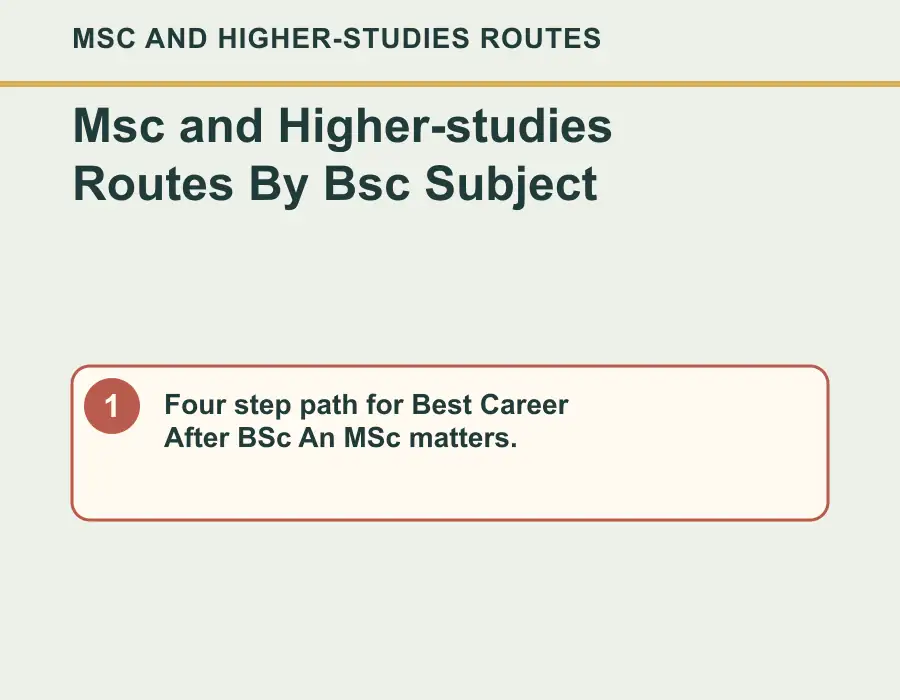 MSC AND HIGHER-STUDIES ROUTES
Msc and Higher-studies
Routes By Bsc Subject
1
Four step path for Best Career
After BSc An MSc matters.